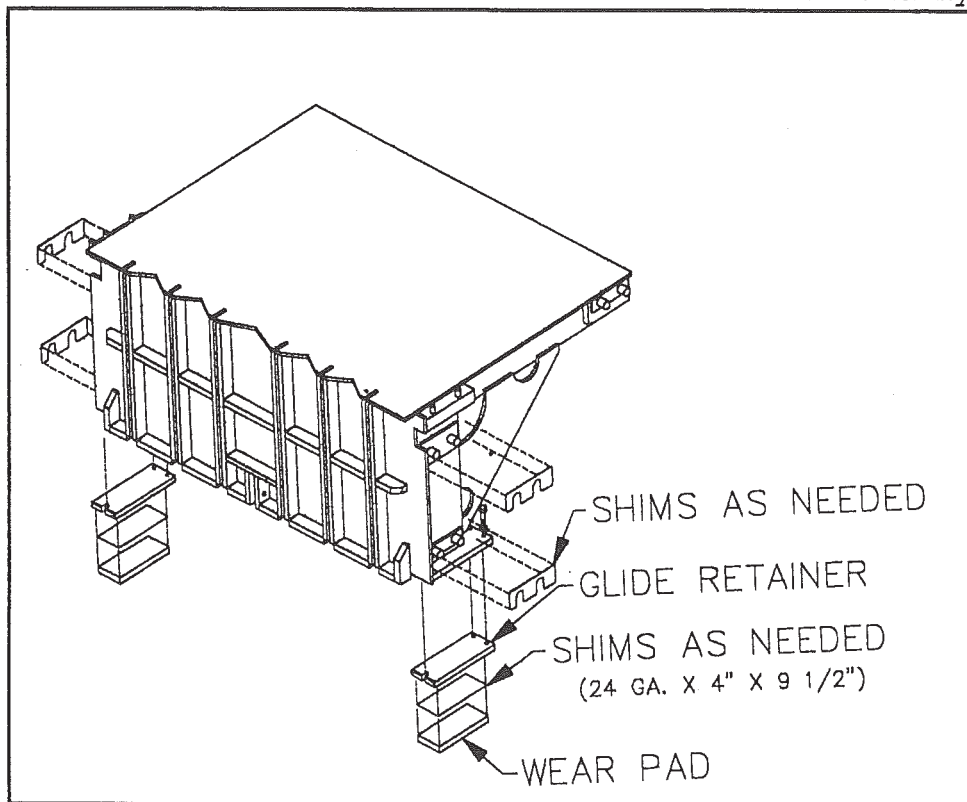 SHIMS AS NEEDED
GLIDE RETAINER
SHIMS AS NEEDED
(24 GA. X 4" X 9 1/2")
WEAR PAD